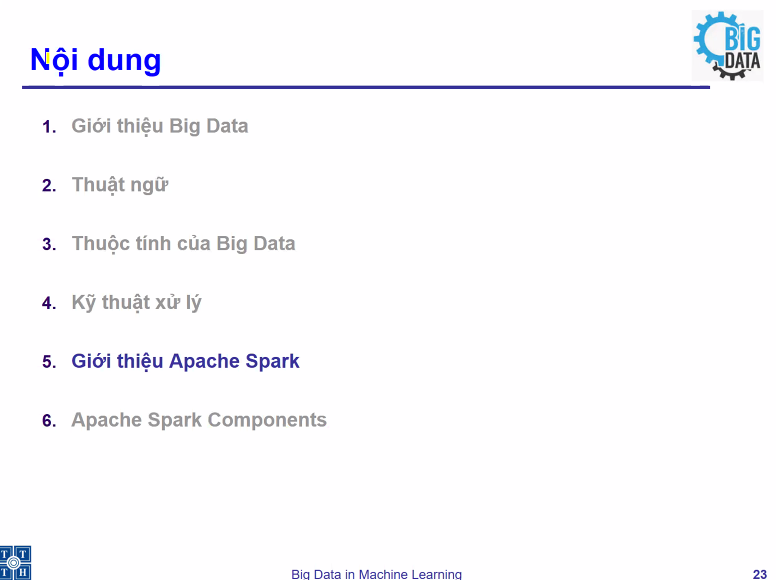 BIG
DATA
Nội dung
1. Giới thiệu Big Data
2. Thuật ngữ
3. Thuộc tính của Big Data
4. Kỹ thuật xử lý
5. Giới thiệu Apache Spark
6. Apache Spark Components
T T
T H
Big Data in Machine Learning
23